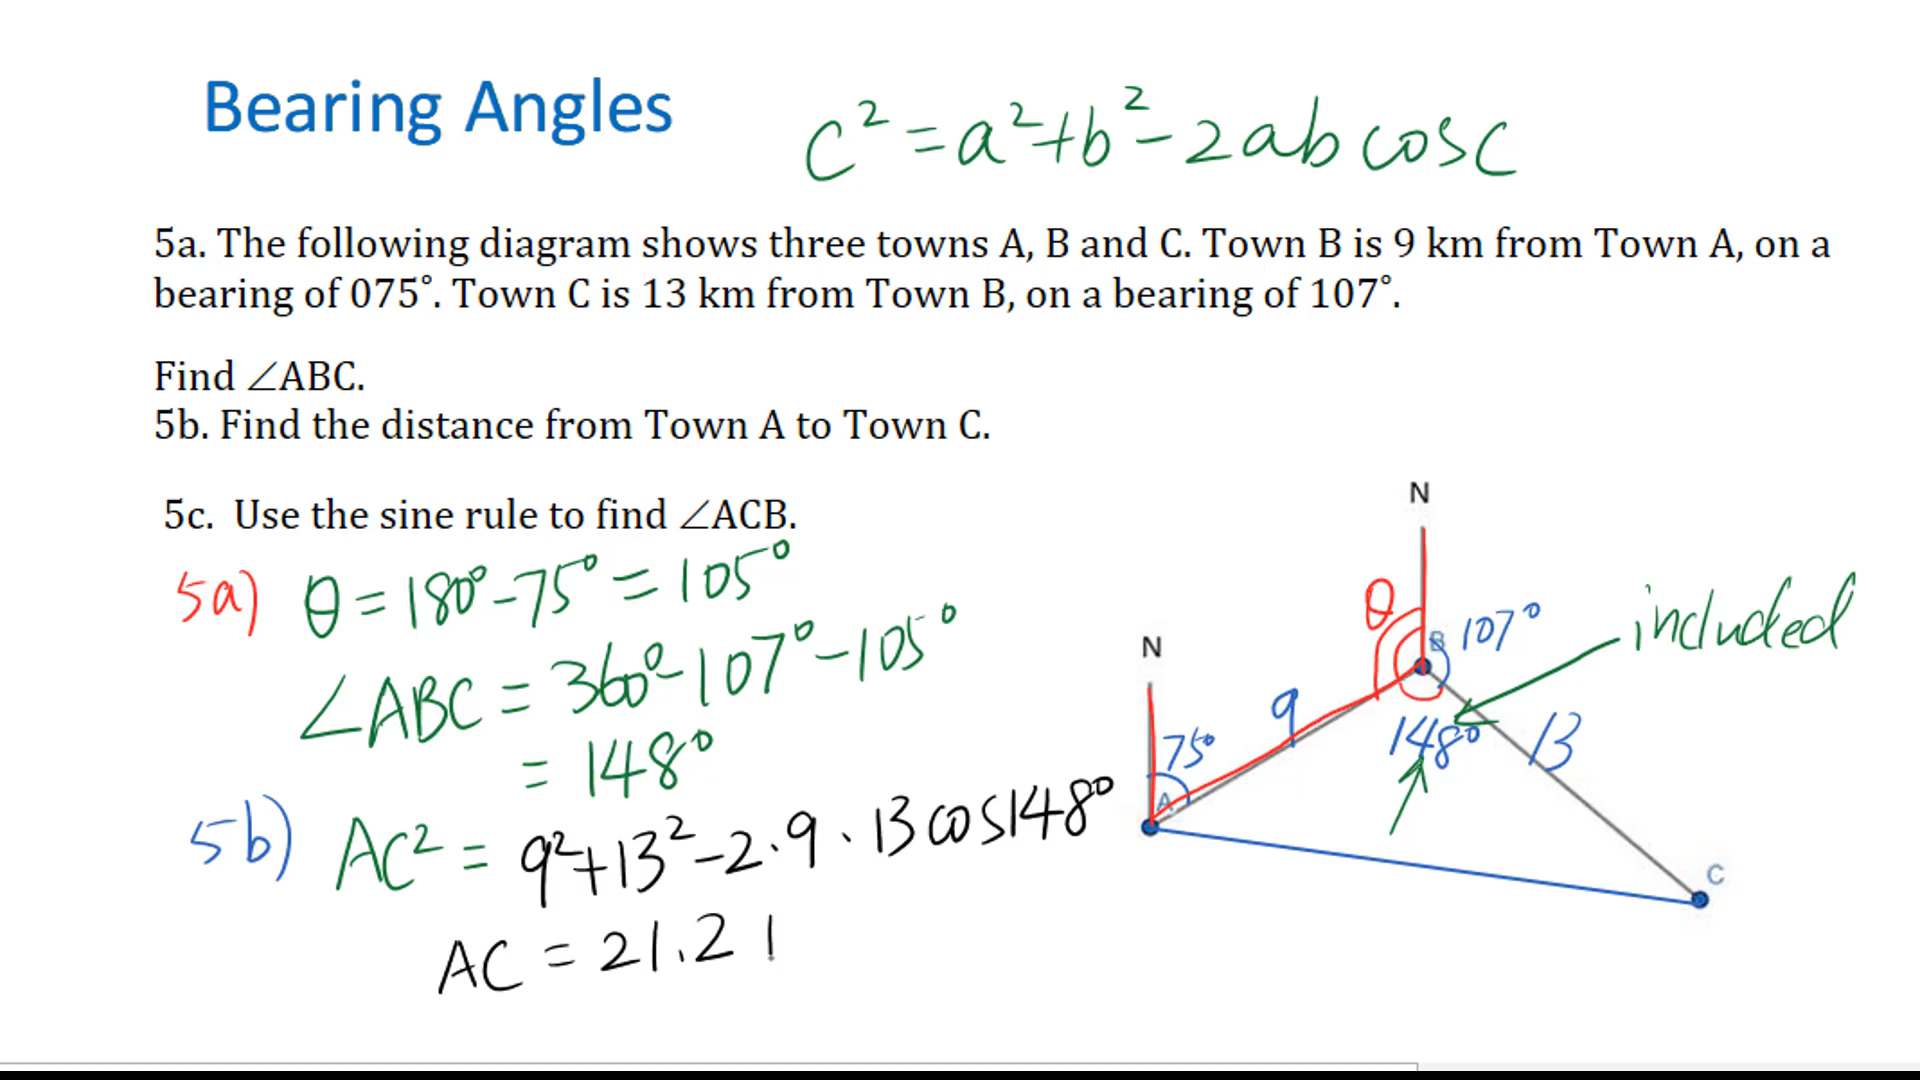 Bearing Angles
c² = a² + b² - 2ab cos C
5a. The following diagram shows three towns A, B and C. Town B is 9 km from Town A, on a
bearing of 075°. Town C is 13 km from Town B, on a bearing of 107°.
Find ∠ABC.
5b. Find the distance from Town A to Town C.
5c. Use the sine rule to find ∠ACB.
5a) θ = 180° - 75° = 105°
∠ABC = 360° - 107° - 105°
= 148°
5b) AC² = 9² + 13² - 2 · 9 · 13 cos 148°
AC = 21.21
N
θ
B
107°
included
N
75°
9
148°
13
A
C